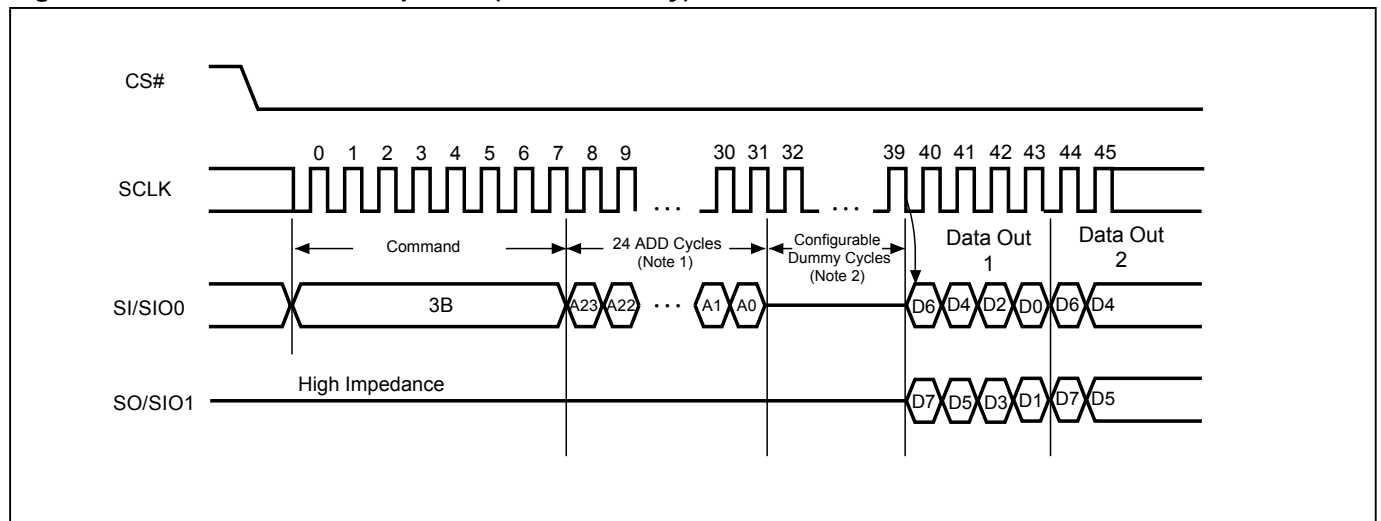 CS#
0 1 2 3 4 5 6 7 8 9 30 31 32 39 40 41 42 43 44 45
SCLK
... ...
Command
24 ADD Cycles
(Note 1)
Configurable
Dummy Cycles
(Note 2)
Data Out
1
Data Out
2
SI/SIO0
3B
A23 A22 ... A1 A0
D6 D4 D2 D0 D6 D4
High Impedance
SO/SIO1
D7 D5 D3 D1 D7 D5